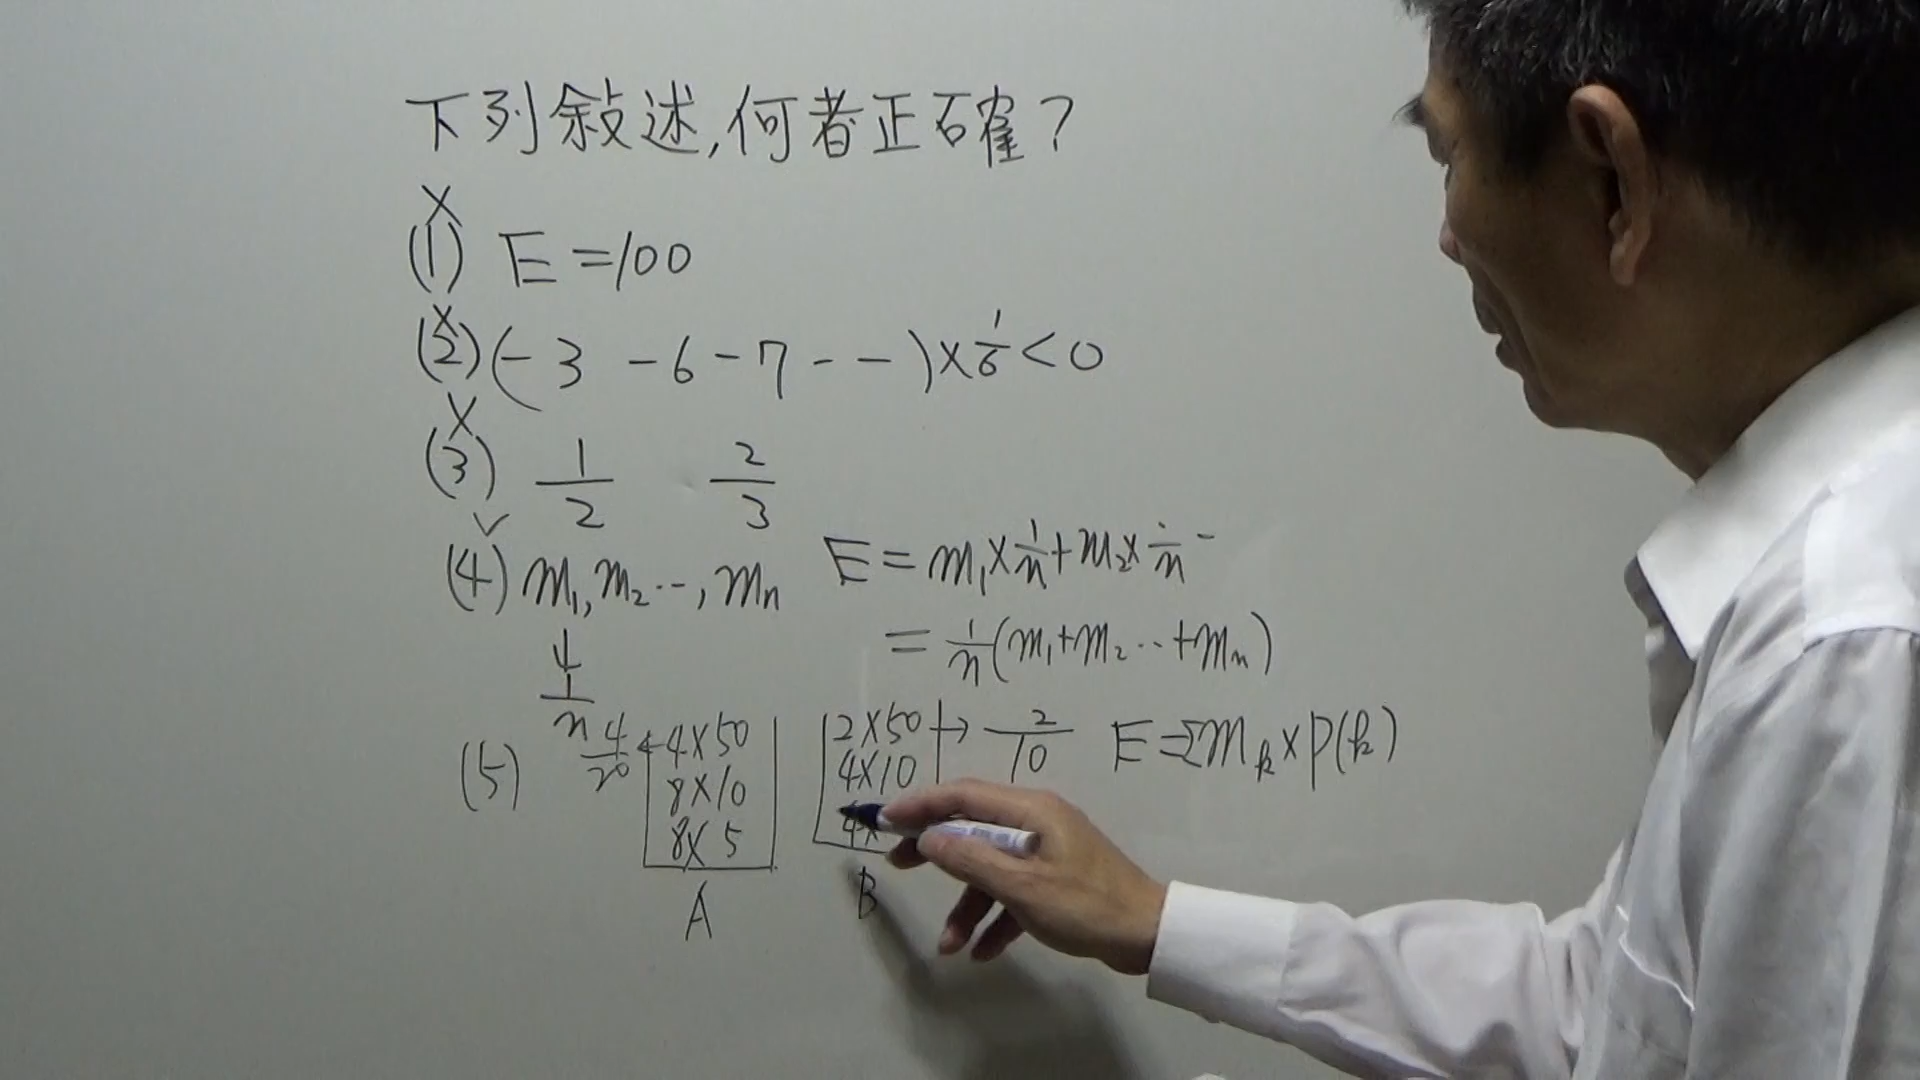 下列敘述,何者正確?
X
(1) E=100
X
(2)(-3 -6-7---)×1/6<0
X
(3) 1/2 2/3
✓
(4) m₁,m₂…,mₙ E=m₁×1/n+m₂×1/n-
1/n =1/n(m₁+m₂…+mₙ)
(5) 4/20 ←4×50 2×50 → 2/10 E=Σmₖ×p(k)
8×10 4×10
8×5 4×
A B